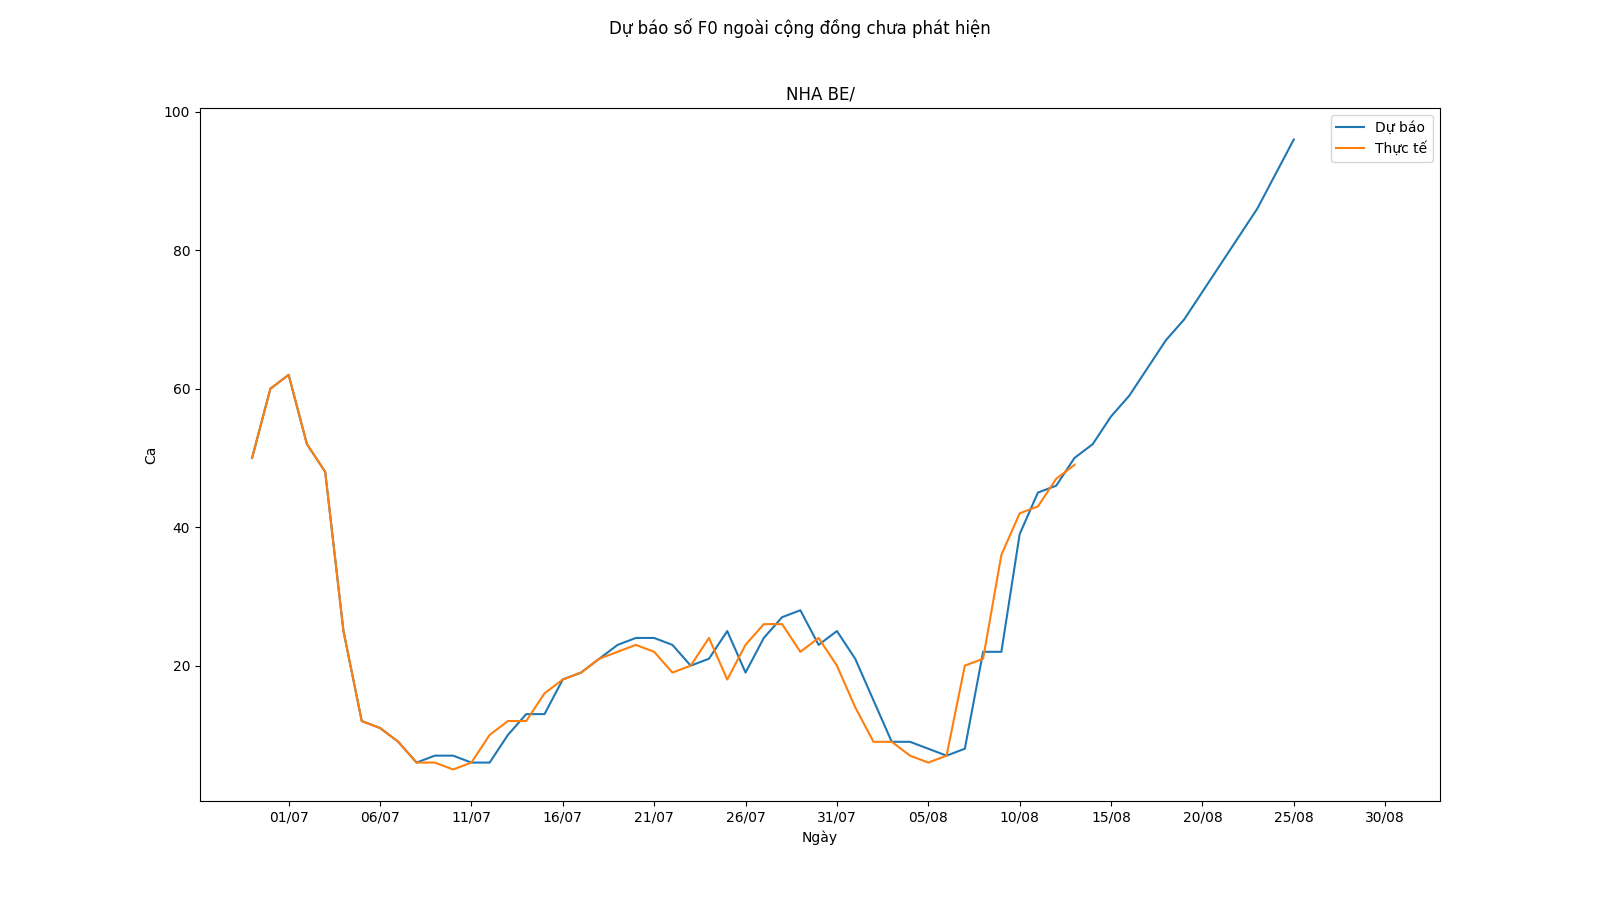 Dự báo số F0 ngoài cộng đồng chưa phát hiện
NHA BE/
100
80
60
40
20
Ca
Dự báo
Thực tế
01/07 06/07 11/07 16/07 21/07 26/07 31/07 05/08 10/08 15/08 20/08 25/08 30/08
Ngày